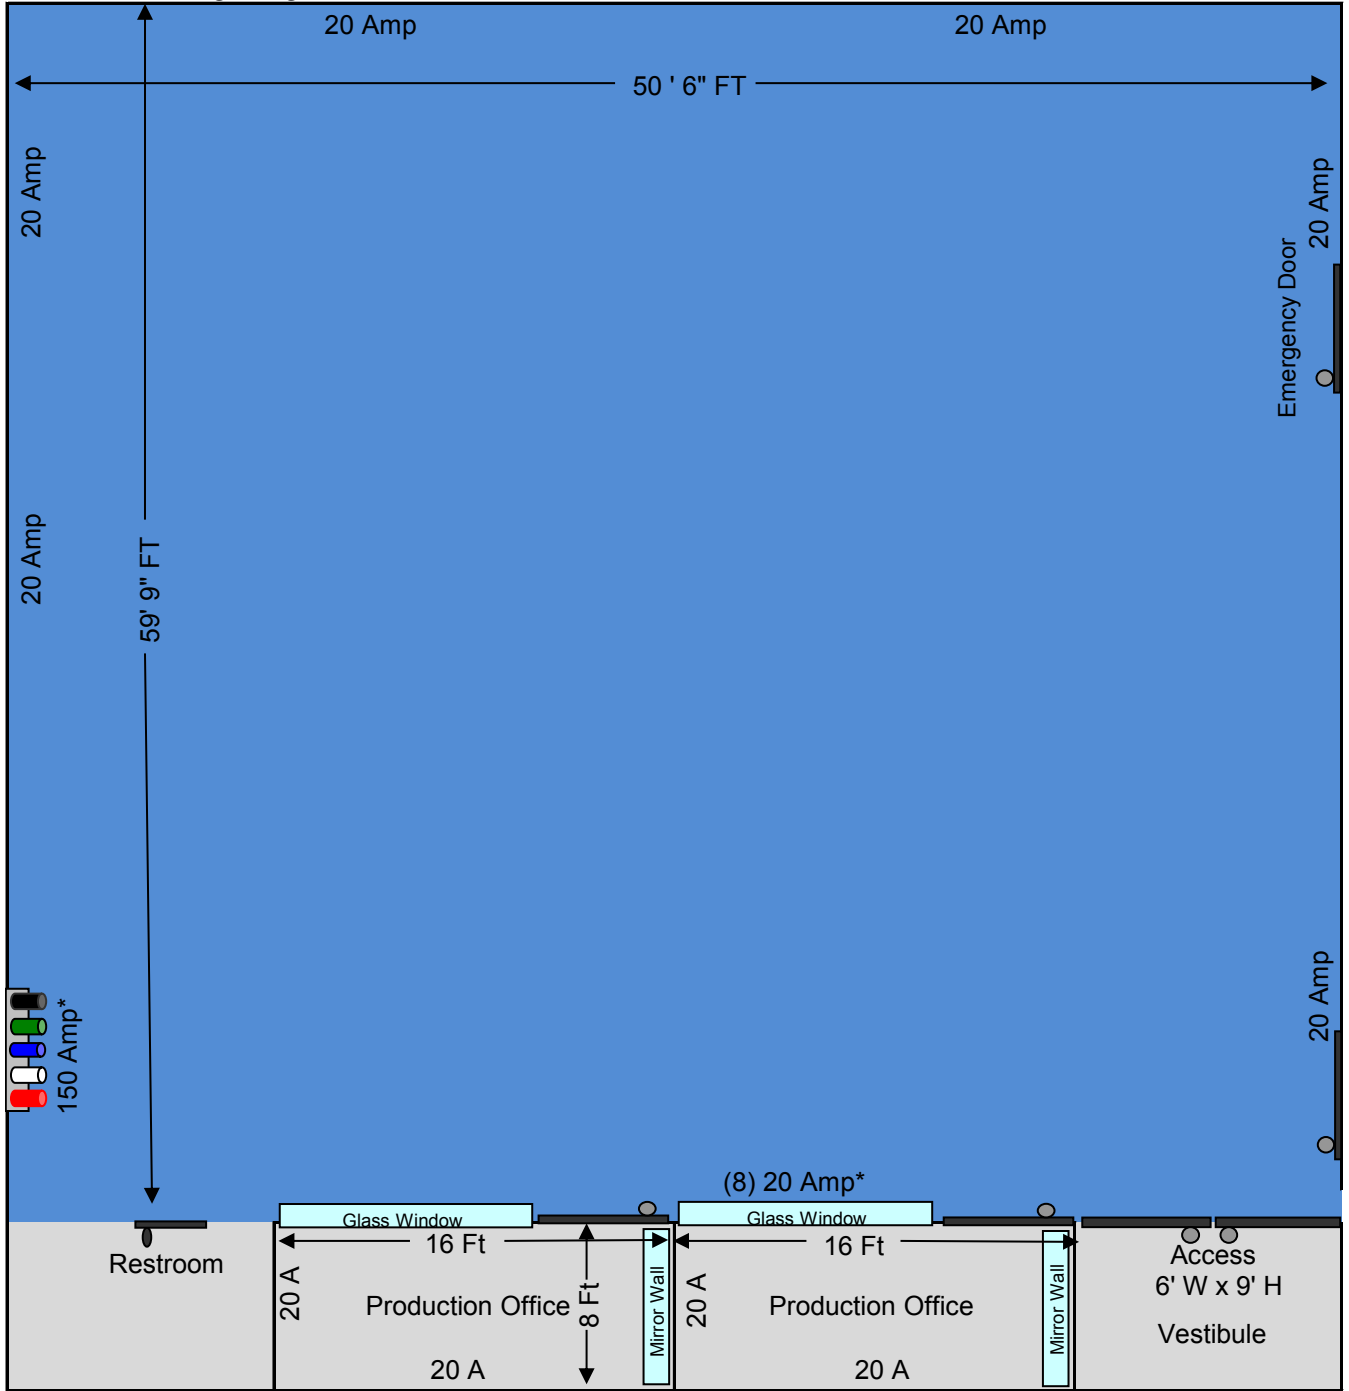 20 Amp
20 Amp
50 ' 6" FT
20 Amp
20 Amp
Emergency Door
20 Amp
59' 9" FT
20 Amp
150 Amp*
(8) 20 Amp*
Glass Window
Glass Window
16 Ft
16 Ft
Restroom
Access
6' W x 9' H
Vestibule
20 A
Production Office
8 Ft
Mirror Wall
20 A
20 A
Production Office
Mirror Wall
20 A